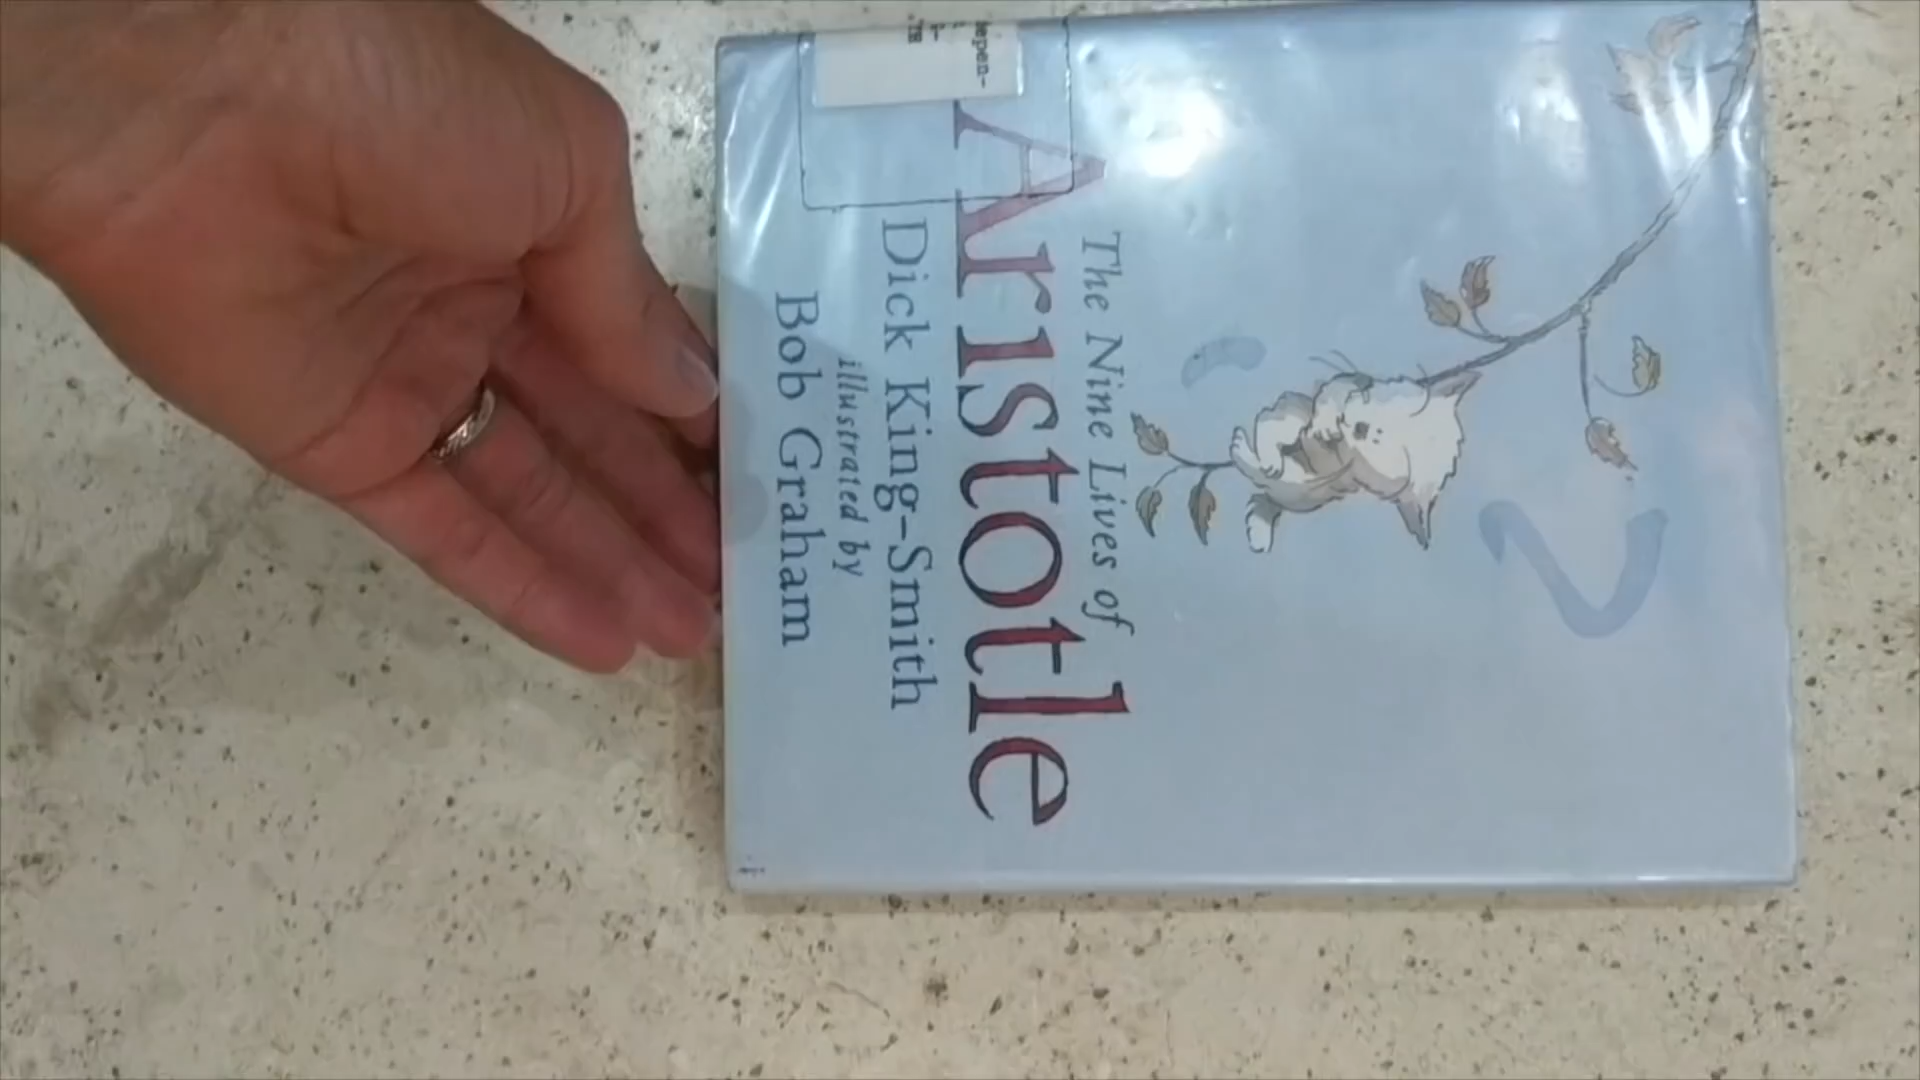 The Nine Lives of
Aristotle
Dick King-Smith
illustrated by
Bob Graham